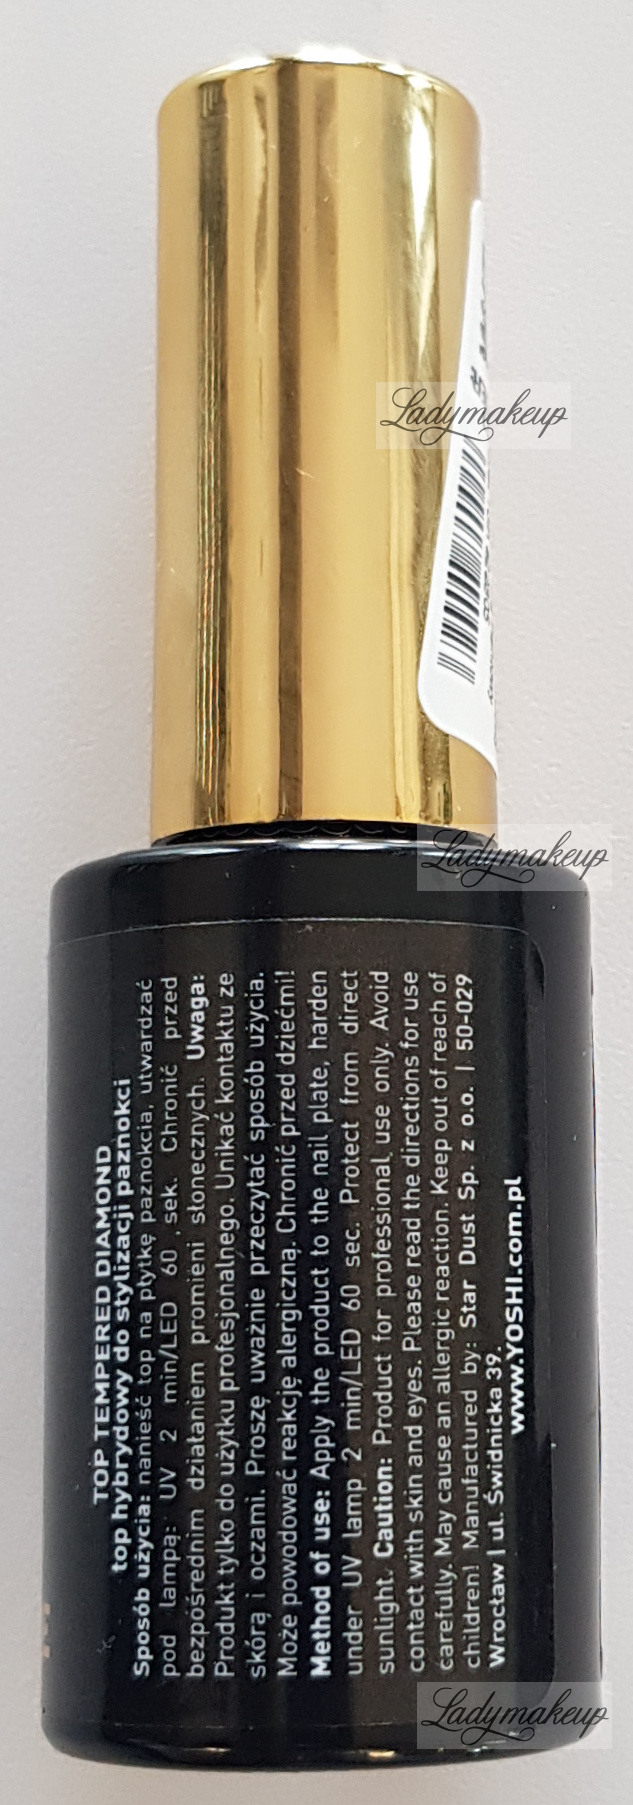 TOP TEMPERED DIAMOND
top hybrydowy do stylizacji paznokci
Sposób użycia: nanieść top na płytkę paznokcia, utwardzać
pod lampą: UV 2 min/LED 60 sek. Chronić przed
bezpośrednim działaniem promieni słonecznych. Uwaga:
Produkt tylko do użytku profesjonalnego. Unikać kontaktu ze
skórą i oczami. Proszę uważnie przeczytać sposób użycia.
Może powodować reakcję alergiczną. Chronić przed dziećmi!
Method of use: Apply the product to the nail plate, harden
under UV lamp 2 min/LED 60 sec. Protect from direct
sunlight. Caution: Product for professional use only. Avoid
contact with skin and eyes. Please read the directions for use
carefully. May cause an allergic reaction. Keep out of reach of
children! Manufactured by: Star Dust Sp. z o.o. | 50-029
Wrocław | ul. Świdnicka 39.
www.YOSHI.com.pl
Ladymakeup
Ladymakeup
Ladymakeup